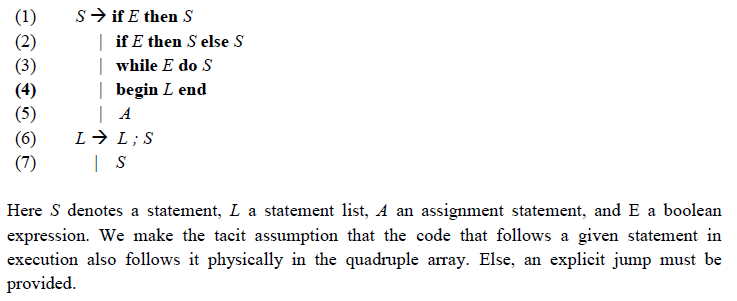 (1) S → if E then S
(2) | if E then S else S
(3) | while E do S
(4) | begin L end
(5) | A
(6) L → L ; S
(7) | S
Here S denotes a statement, L a statement list, A an assignment statement, and E a boolean
expression. We make the tacit assumption that the code that follows a given statement in
execution also follows it physically in the quadruple array. Else, an explicit jump must be
provided.